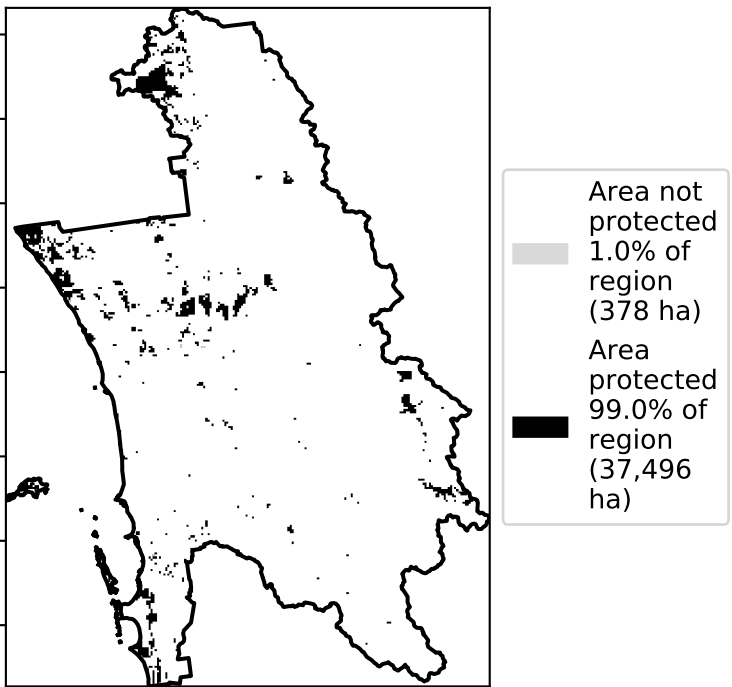 Area not
protected
1.0% of
region
(378 ha)
Area
protected
99.0% of
region
(37,496
ha)